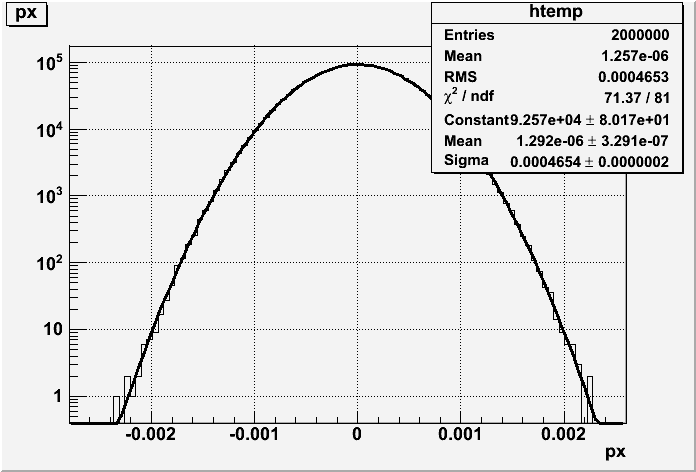 px
htemp
Entries 2000000
Mean 1.257e-06
RMS 0.0004653
χ² / ndf 71.37 / 81
Constant 9.257e+04 ± 8.017e+01
Mean 1.292e-06 ± 3.291e-07
Sigma 0.0004654 ± 0.0000002
10⁵
10⁴
10³
10²
10
1
-0.002 -0.001 0 0.001 0.002
px